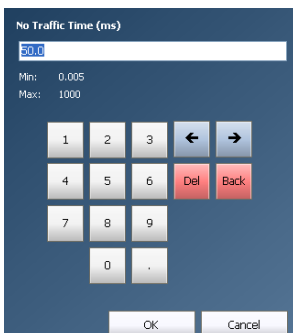 No Traffic Time (ms)
50.0
Min: 0.005
Max: 1000
1 2 3 ← →
4 5 6 Del Back
7 8 9
0 .
OK Cancel